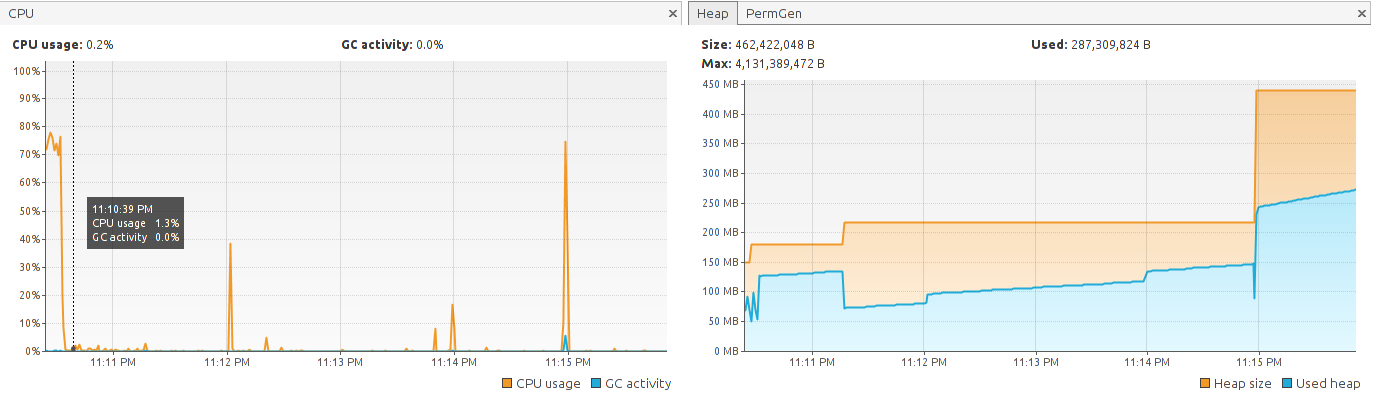 CPU
CPU usage: 0.2%
GC activity: 0.0%
100%
90%
80%
70%
60%
50%
40%
30%
20%
10%
0%
11:10:39 PM
CPU usage 1.3%
GC activity 0.0%
11:11 PM 11:12 PM 11:13 PM 11:14 PM 11:15 PM
CPU usage GC activity
Heap PermGen
Size: 462,422,048 B
Used: 287,309,824 B
Max: 4,131,389,472 B
450 MB
400 MB
350 MB
300 MB
250 MB
200 MB
150 MB
100 MB
50 MB
0 MB
11:11 PM 11:12 PM 11:13 PM 11:14 PM 11:15 PM
Heap size Used heap